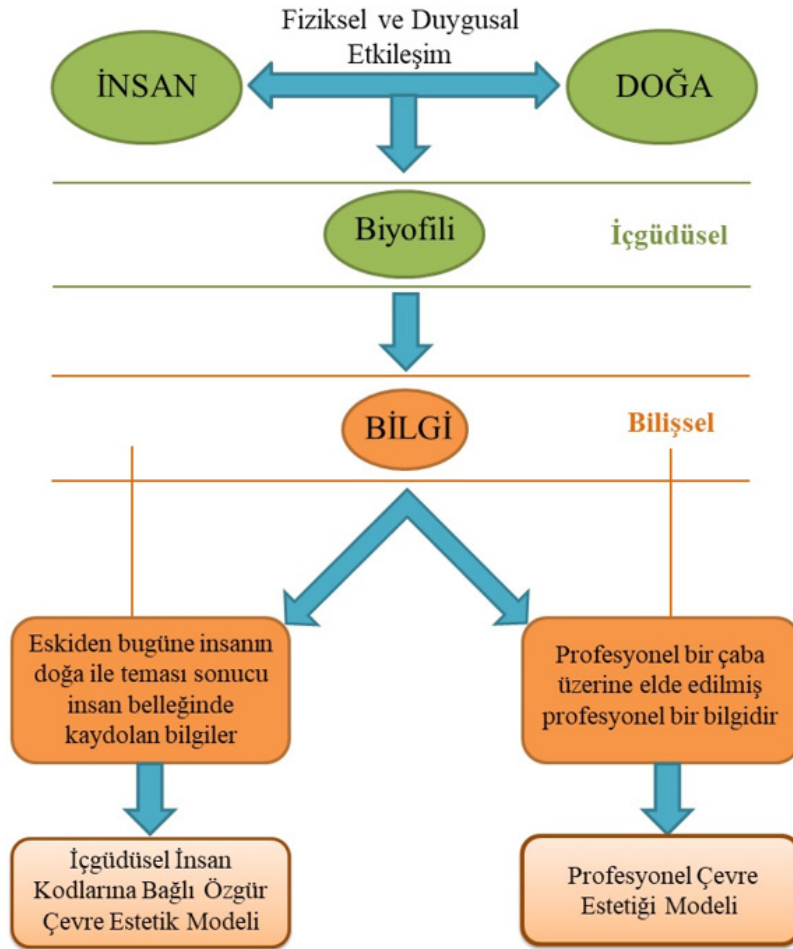 Fiziksel ve Duygusal
Etkileşim
İNSAN
DOĞA
Biyofili
İçgüdüsel
BİLGİ
Bilişsel
Eskiden bugüne insanın
doğa ile teması sonucu
insan belleğinde
kaydolan bilgiler
Profesyonel bir çaba
üzerine elde edilmiş
profesyonel bir bilgidir
İçgüdüsel İnsan
Kodlarına Bağlı Özgür
Çevre Estetik Modeli
Profesyonel Çevre
Estetiği Modeli